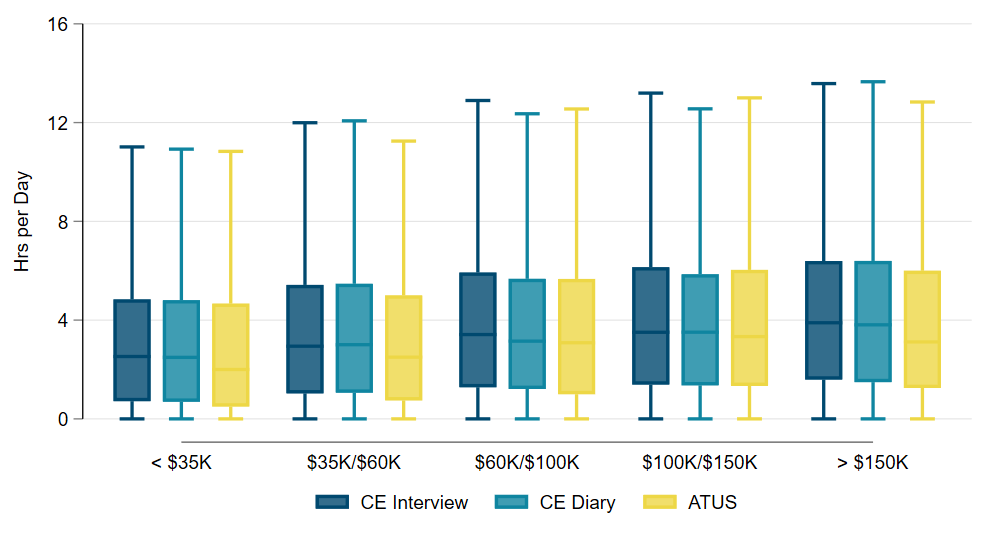 16
12
8
4
0
Hrs per Day
< $35K $35K/$60K $60K/$100K $100K/$150K > $150K
CE Interview CE Diary ATUS